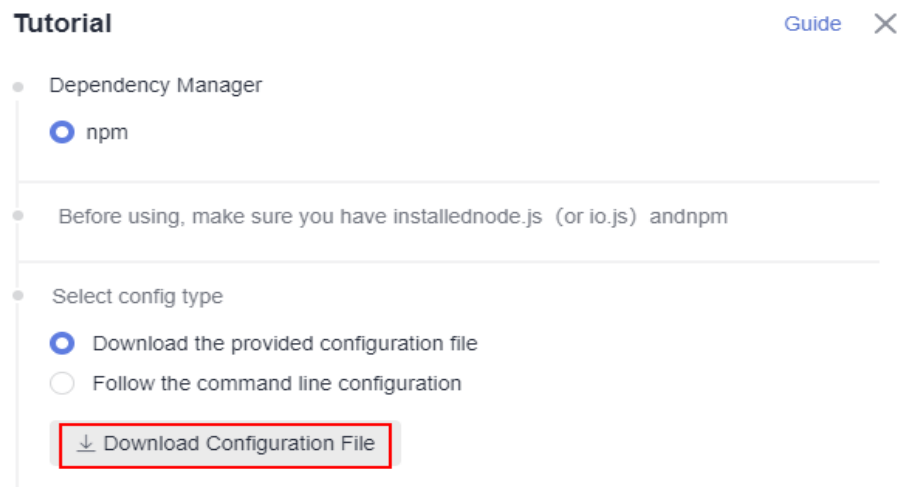 Tutorial
Guide
Dependency Manager
npm
Before using, make sure you have installednode.js（or io.js）andnpm
Select config type
Download the provided configuration file
Follow the command line configuration
Download Configuration File